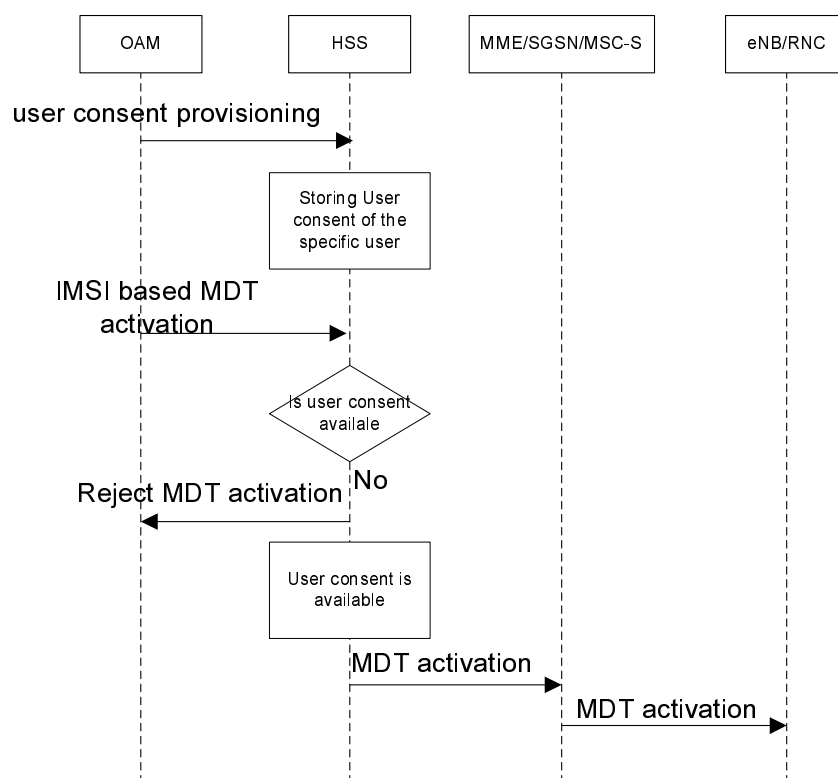 OAM
HSS
MME/SGSN/MSC-S
eNB/RNC
user consent provisioning
Storing User
consent of the
specific user
IMSI based MDT
activation
Is user consent
availale
No
Reject MDT activation
User consent is
available
MDT activation
MDT activation